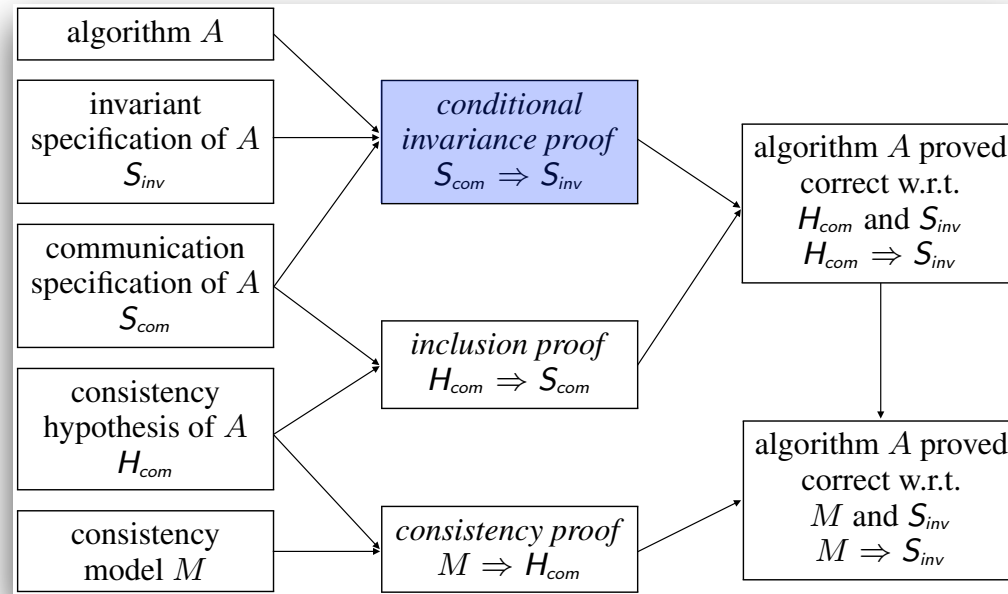 algorithm A
invariant
specification of A
S_inv
communication
specification of A
S_com
consistency
hypothesis of A
H_com
consistency
model M
conditional
invariance proof
S_com ⇒ S_inv
inclusion proof
H_com ⇒ S_com
consistency proof
M ⇒ H_com
algorithm A proved
correct w.r.t.
H_com and S_inv
H_com ⇒ S_inv
algorithm A proved
correct w.r.t.
M and S_inv
M ⇒ S_inv